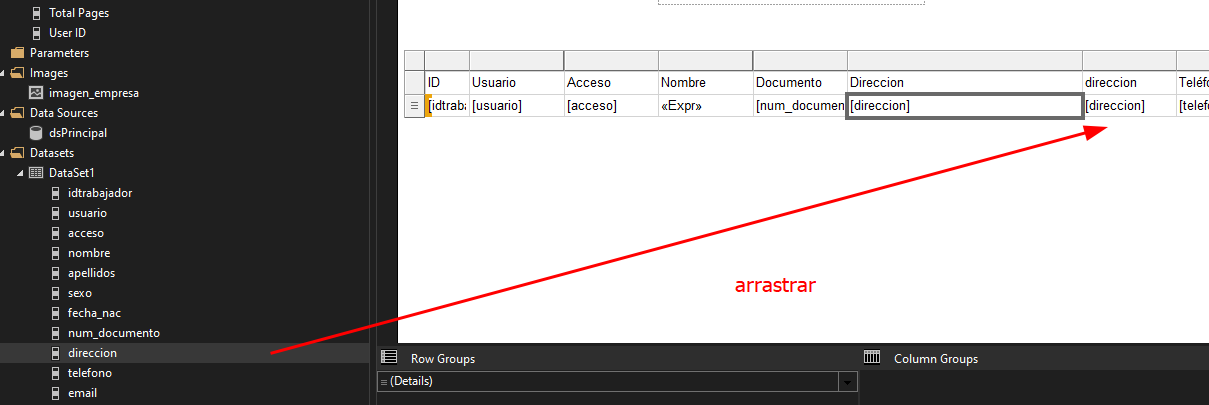 Total Pages
User ID
Parameters
Images
imagen_empresa
Data Sources
dsPrincipal
Datasets
DataSet1
idtrabajador
usuario
acceso
nombre
apellidos
sexo
fecha_nac
num_documento
direccion
telefono
email
ID Usuario Acceso Nombre Documento Direccion direccion Teléfo
[idtraba [usuario] [acceso] «Expr» [num_documen [direccion] [direccion] [telefo
arrastrar
Row Groups Column Groups
(Details)